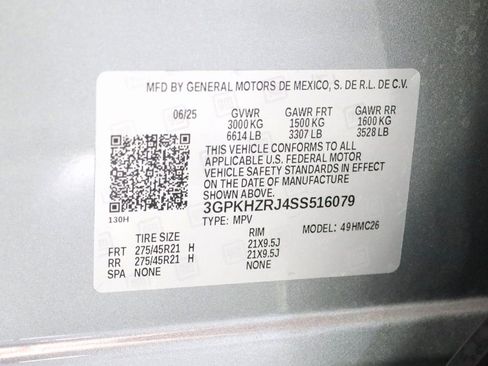 MFD BY GENERAL MOTORS DE MEXICO, S. DE R.L. DE C.V.
06/25 GVWR GAWR FRT GAWR RR
3000 KG 1500 KG 1600 KG
6614 LB 3307 LB 3528 LB
THIS VEHICLE CONFORMS TO ALL
APPLICABLE U.S. FEDERAL MOTOR
VEHICLE SAFETY STANDARDS IN EFFECT
ON THE DATE OF MANUFACTURE SHOWN ABOVE.
3GPKHZRJ4SS516079
130H TYPE: MPV MODEL: 49HMC26
TIRE SIZE RIM
FRT 275/45R21 H 21X9.5J
RR 275/45R21 H 21X9.5J
SPA NONE NONE